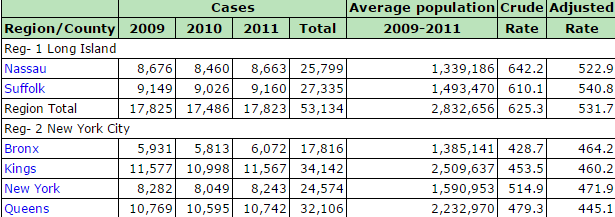 Cases Average population Crude Adjusted
Region/County 2009 2010 2011 Total 2009-2011 Rate Rate
Reg- 1 Long Island
Nassau 8,676 8,460 8,663 25,799 1,339,186 642.2 522.9
Suffolk 9,149 9,026 9,160 27,335 1,493,470 610.1 540.8
Region Total 17,825 17,486 17,823 53,134 2,832,656 625.3 531.7
Reg- 2 New York City
Bronx 5,931 5,813 6,072 17,816 1,385,141 428.7 464.2
Kings 11,577 10,998 11,567 34,142 2,509,637 453.5 460.2
New York 8,282 8,049 8,243 24,574 1,590,953 514.9 471.9
Queens 10,769 10,595 10,742 32,106 2,232,970 479.3 445.1